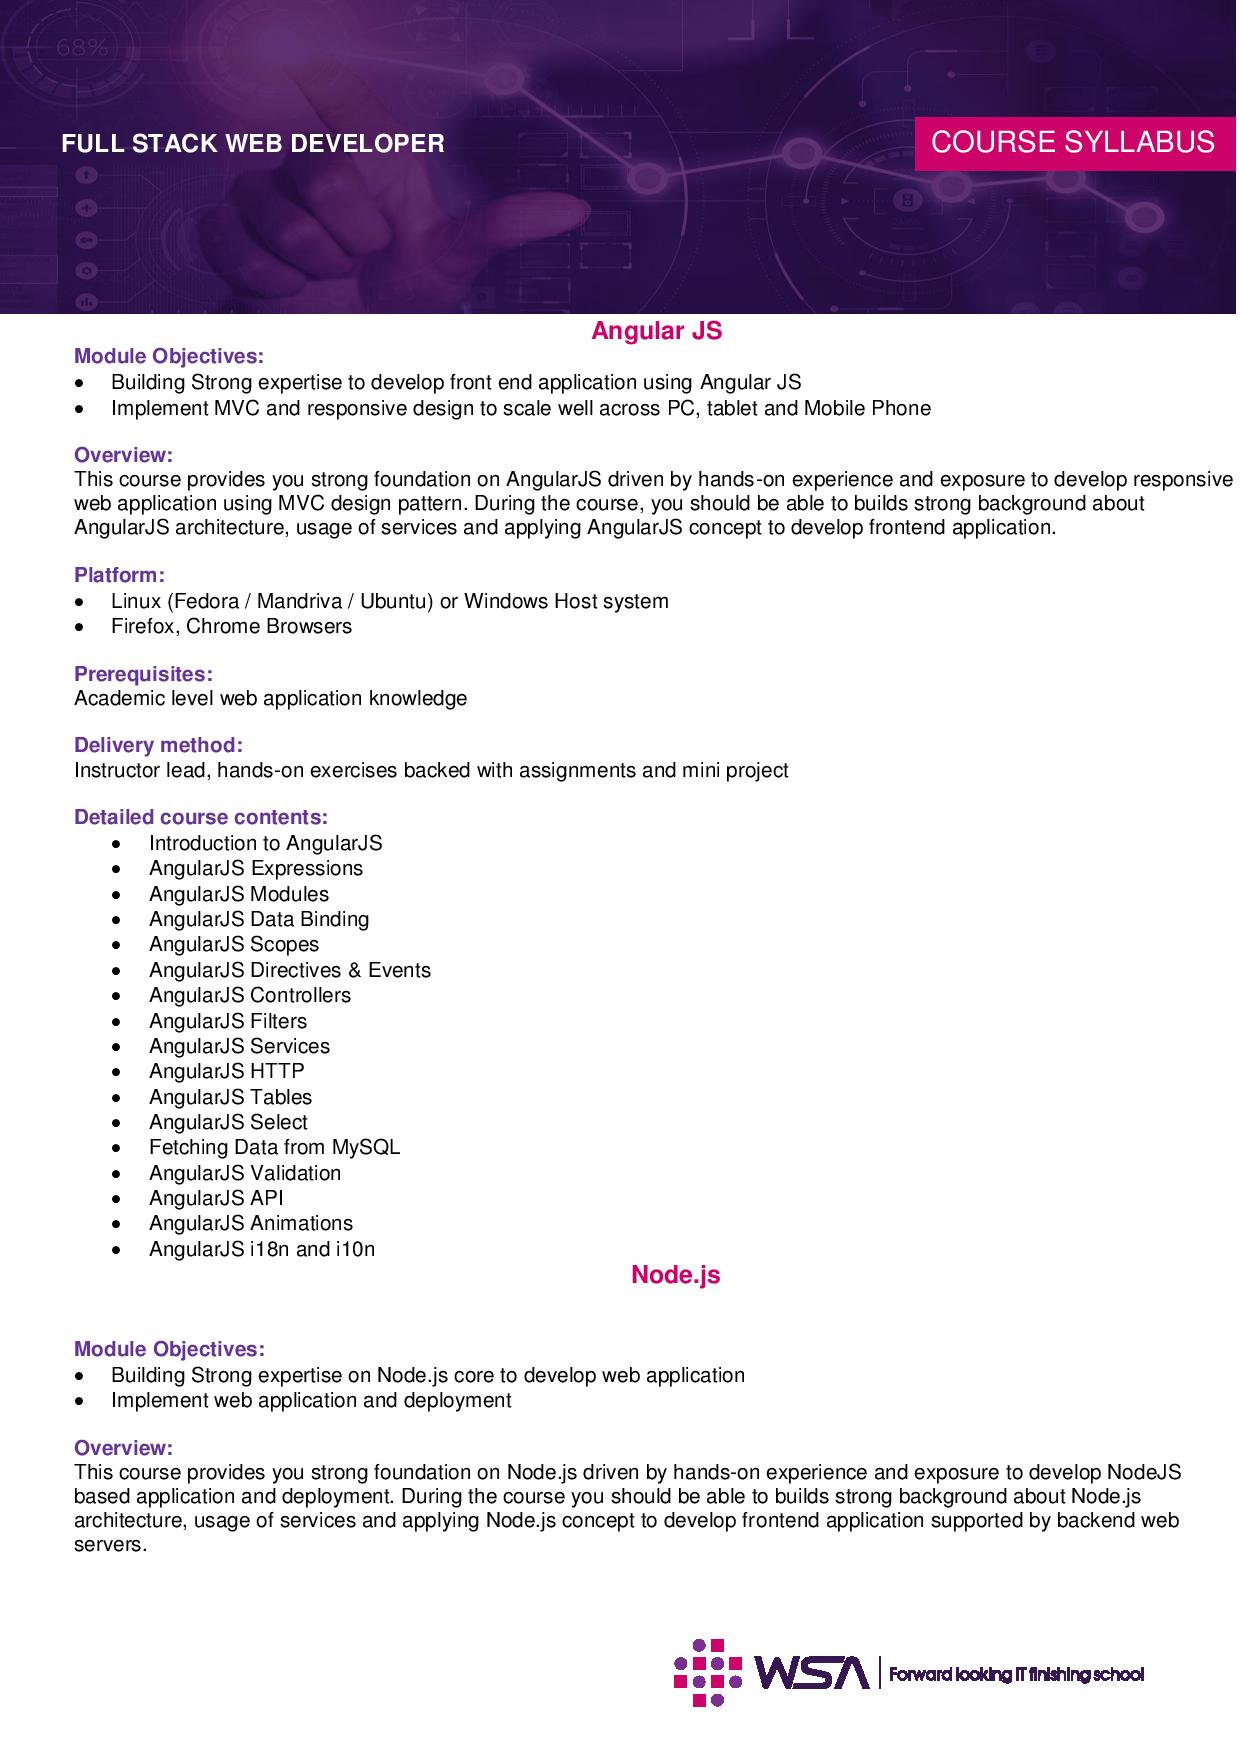 68%
FULL STACK WEB DEVELOPER
COURSE SYLLABUS
Angular JS
Module Objectives:
• Building Strong expertise to develop front end application using Angular JS
• Implement MVC and responsive design to scale well across PC, tablet and Mobile Phone
Overview:
This course provides you strong foundation on AngularJS driven by hands-on experience and exposure to develop responsive
web application using MVC design pattern. During the course, you should be able to builds strong background about
AngularJS architecture, usage of services and applying AngularJS concept to develop frontend application.
Platform:
• Linux (Fedora / Mandriva / Ubuntu) or Windows Host system
• Firefox, Chrome Browsers
Prerequisites:
Academic level web application knowledge
Delivery method:
Instructor lead, hands-on exercises backed with assignments and mini project
Detailed course contents:
• Introduction to AngularJS
• AngularJS Expressions
• AngularJS Modules
• AngularJS Data Binding
• AngularJS Scopes
• AngularJS Directives & Events
• AngularJS Controllers
• AngularJS Filters
• AngularJS Services
• AngularJS HTTP
• AngularJS Tables
• AngularJS Select
• Fetching Data from MySQL
• AngularJS Validation
• AngularJS API
• AngularJS Animations
• AngularJS i18n and i10n
Node.js
Module Objectives:
• Building Strong expertise on Node.js core to develop web application
• Implement web application and deployment
Overview:
This course provides you strong foundation on Node.js driven by hands-on experience and exposure to develop NodeJS
based application and deployment. During the course you should be able to builds strong background about Node.js
architecture, usage of services and applying Node.js concept to develop frontend application supported by backend web
servers.
WSA | Forward looking IT finishing school